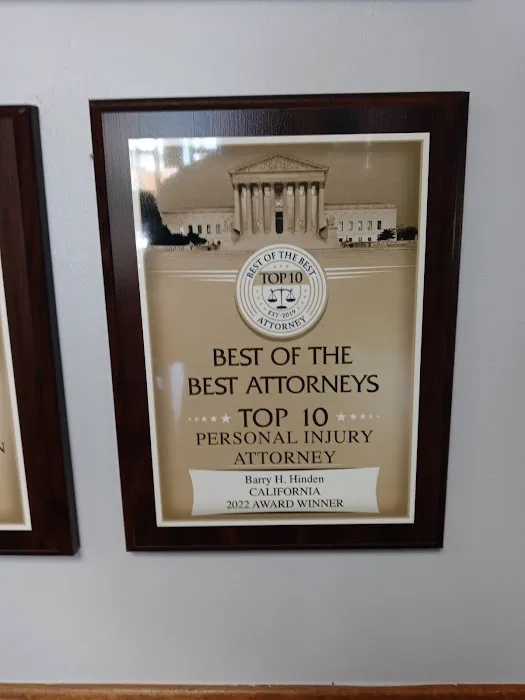 BEST OF THE BEST
TOP 10
EST-2019
ATTORNEY
BEST OF THE
BEST ATTORNEYS
TOP 10
PERSONAL INJURY
ATTORNEY
Barry H. Hinden
CALIFORNIA
2022 AWARD WINNER
N